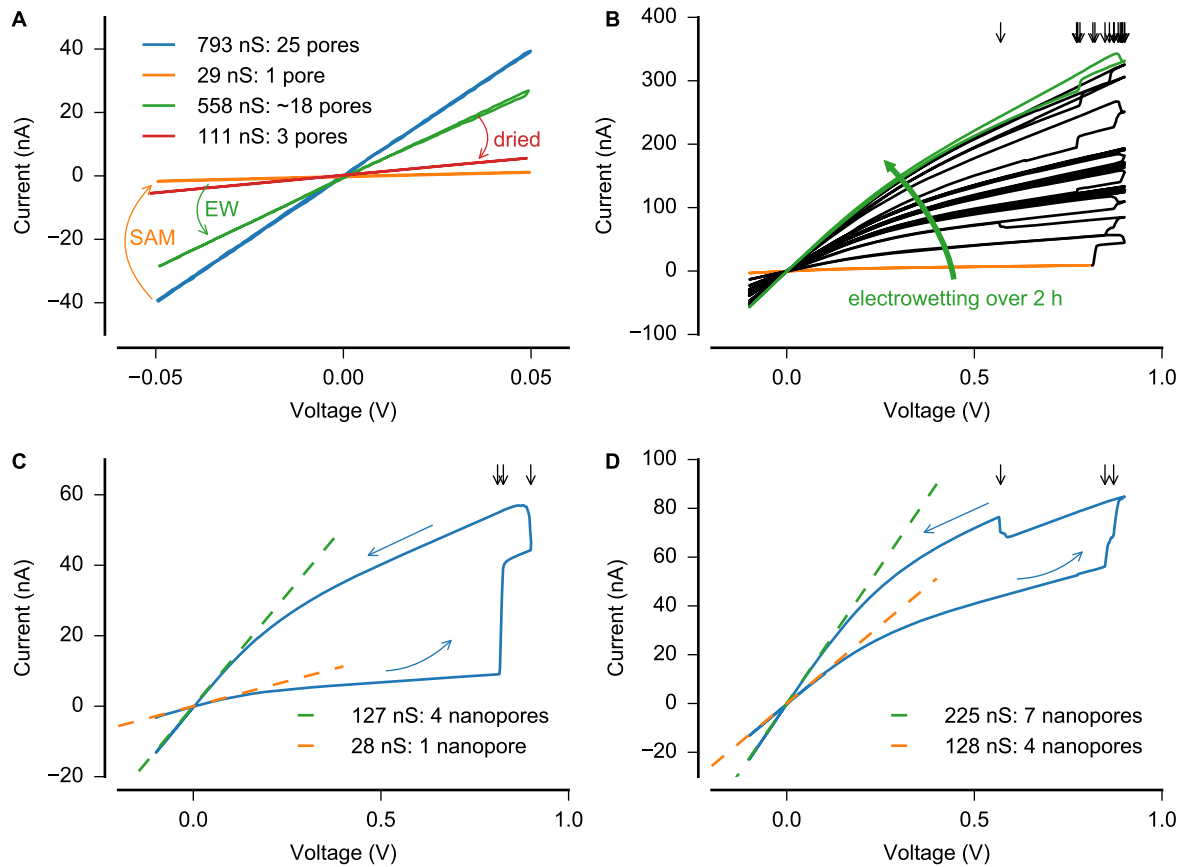 A
Current (nA)
40
20
0
−20
−40
793 nS: 25 pores
29 nS: 1 pore
558 nS: ~18 pores
111 nS: 3 pores
dried
EW
SAM
−0.05
0.00
0.05
Voltage (V)
B
Current (nA)
400
300
200
100
0
−100
electrowetting over 2 h
0.0
0.5
1.0
Voltage (V)
C
Current (nA)
60
40
20
0
−20
127 nS: 4 nanopores
28 nS: 1 nanopore
0.0
0.5
1.0
Voltage (V)
D
Current (nA)
100
80
60
40
20
0
−20
225 nS: 7 nanopores
128 nS: 4 nanopores
0.0
0.5
1.0
Voltage (V)